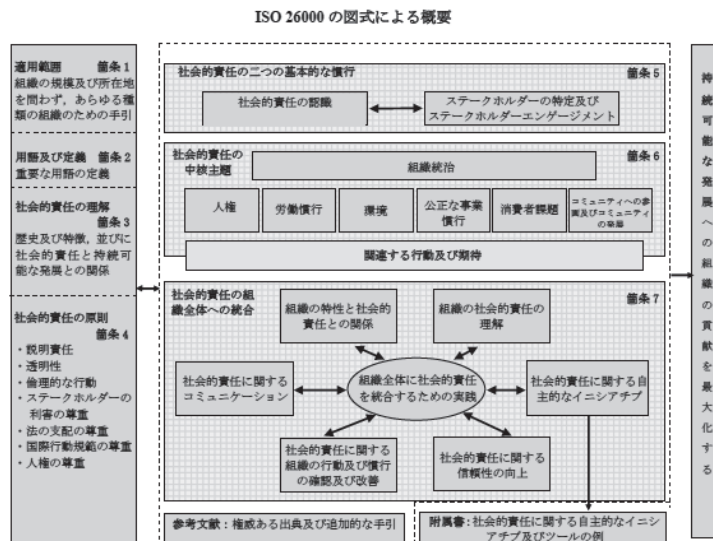 ISO 26000 の図式による概要
適用範囲 箇条 1
組織の規模及び所在地
を問わず，あらゆる種
類の組織のための手引
用語及び定義 箇条 2
重要な用語の定義
社会的責任の理解
箇条 3
歴史及び特徴，並びに
社会的責任と持続可
能な発展との関係
社会的責任の原則
箇条 4
・説明責任
・透明性
・倫理的な行動
・ステークホルダーの
利害の尊重
・法の支配の尊重
・国際行動規範の尊重
・人権の尊重
社会的責任の二つの基本的な慣行 箇条 5
社会的責任の認識
ステークホルダーの特定及び
ステークホルダーエンゲージメント
社会的責任の
中核主題
箇条 6
組織統治
人権
労働慣行
環境
公正な事業
慣行
消費者課題
コミュニティへの参
画及びコミュニティ
の発展
関連する行動及び期待
社会的責任の組
織全体への統合
箇条 7
組織の特性と社会的
責任との関係
組織の社会的責任の
理解
社会的責任に関する
コミュニケーション
組織全体に社会的責任
を統合するための実践
社会的責任に関する自
主的なイニシアチブ
社会的責任に関する
組織の行動及び慣行
の確認及び改善
社会的責任に関する
信頼性の向上
参考文献：権威ある出典及び追加的な手引
附属書：社会的責任に関する自主的なイニシ
アチブ及びツールの例
持続可能な発展への組織の貢献を最大化する